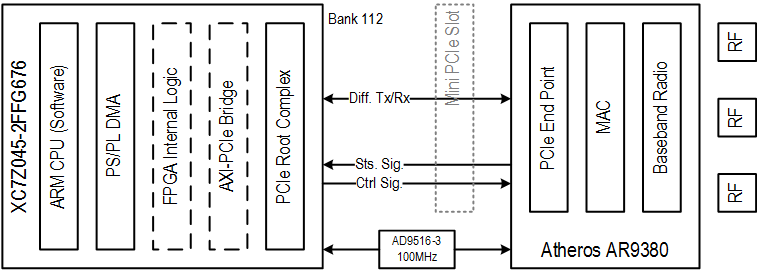 XC7Z045-2FFG676
ARM CPU (Software)
PS/PL DMA
FPGA Internal Logic
AXI-PCIe Bridge
PCIe Root Complex
Bank 112
Diff. Tx/Rx
Sts. Sig.
Ctrl Sig.
AD9516-3
100MHz
Mini PCIe Slot
PCIe End Point
MAC
Baseband Radio
Atheros AR9380
RF
RF
RF